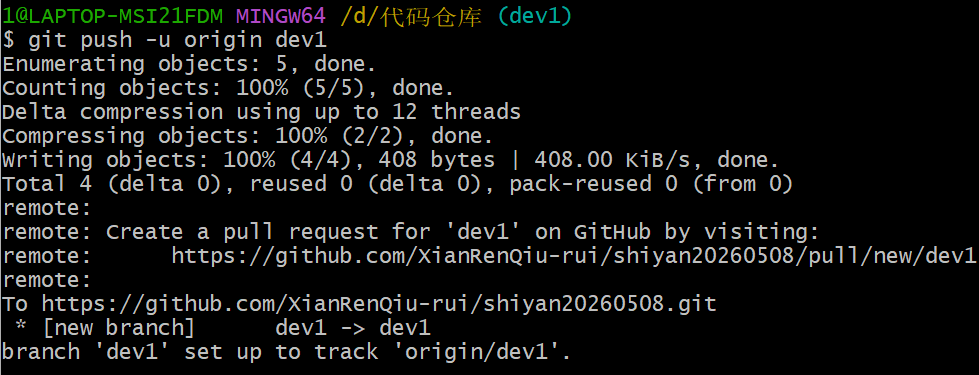 1@LAPTOP-MSI21FDM MINGW64 /d/代码仓库 (dev1)
$ git push -u origin dev1
Enumerating objects: 5, done.
Counting objects: 100% (5/5), done.
Delta compression using up to 12 threads
Compressing objects: 100% (2/2), done.
Writing objects: 100% (4/4), 408 bytes | 408.00 KiB/s, done.
Total 4 (delta 0), reused 0 (delta 0), pack-reused 0 (from 0)
remote:
remote: Create a pull request for 'dev1' on GitHub by visiting:
remote:      https://github.com/XianRenQiu-rui/shiyan20260508/pull/new/dev1
remote:
To https://github.com/XianRenQiu-rui/shiyan20260508.git
 * [new branch]      dev1 -> dev1
branch 'dev1' set up to track 'origin/dev1'.